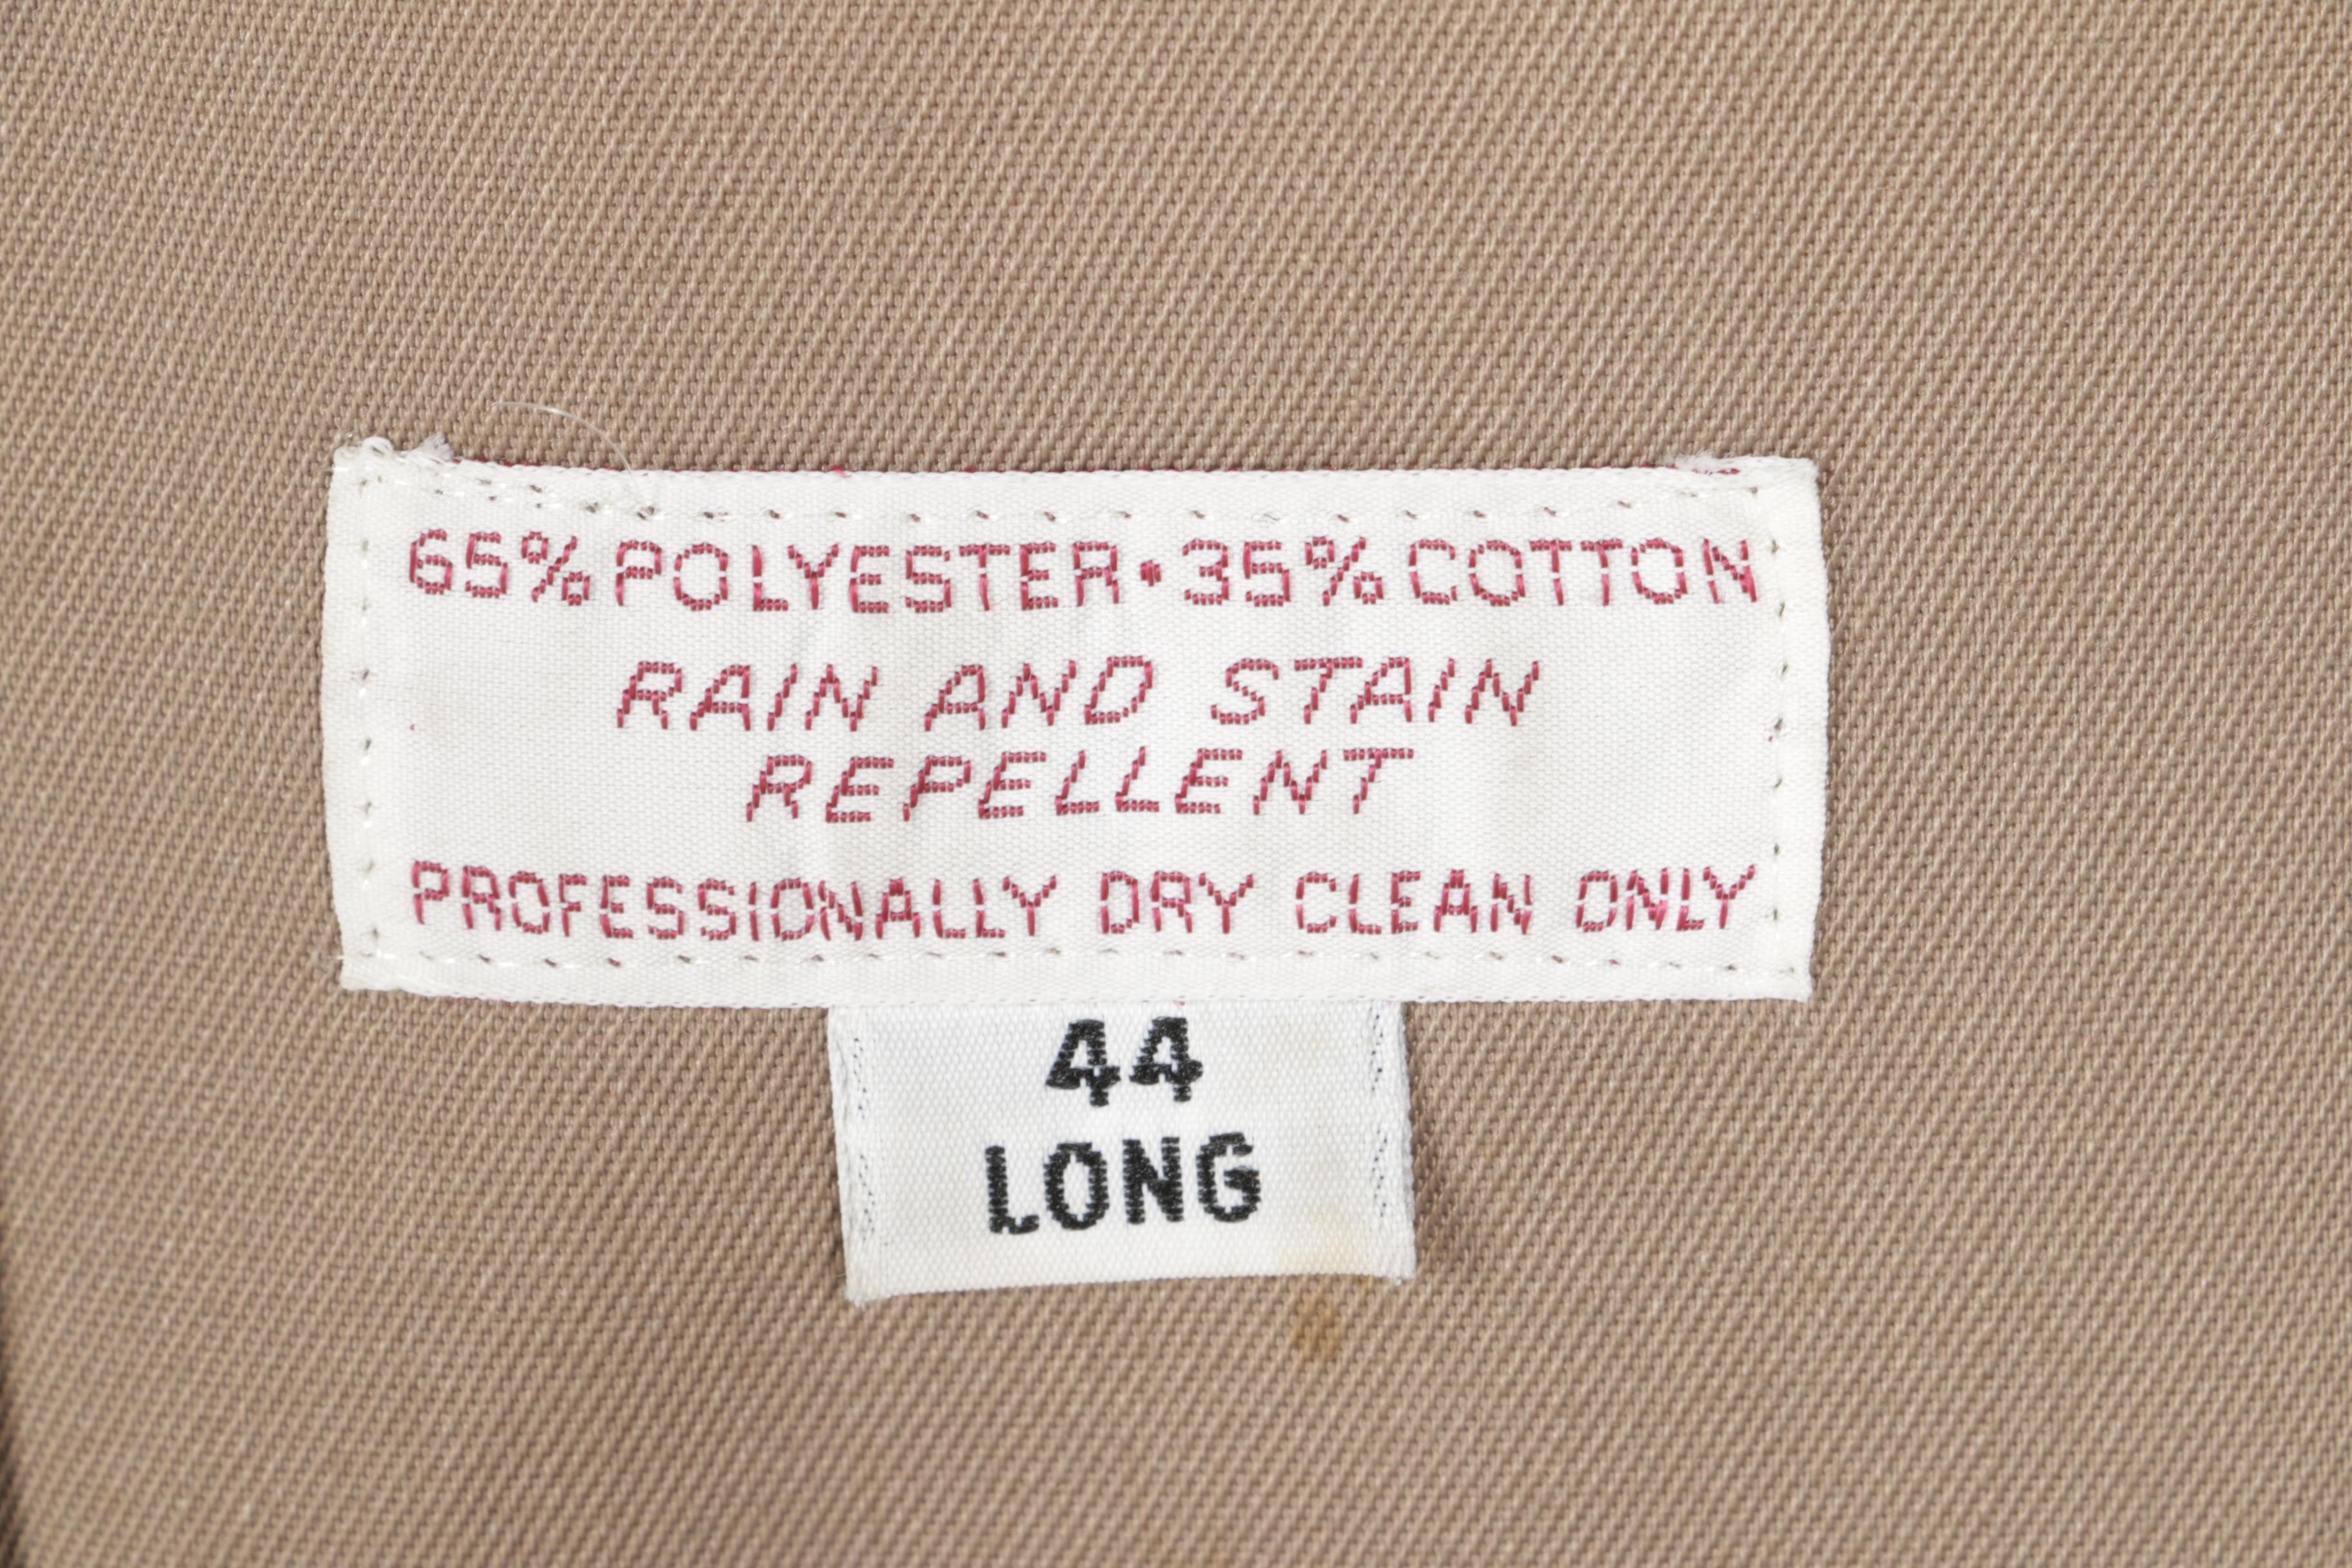 65% POLYESTER • 35% COTTON
RAIN AND STAIN
REPELLENT
PROFESSIONALLY DRY CLEAN ONLY
44
LONG